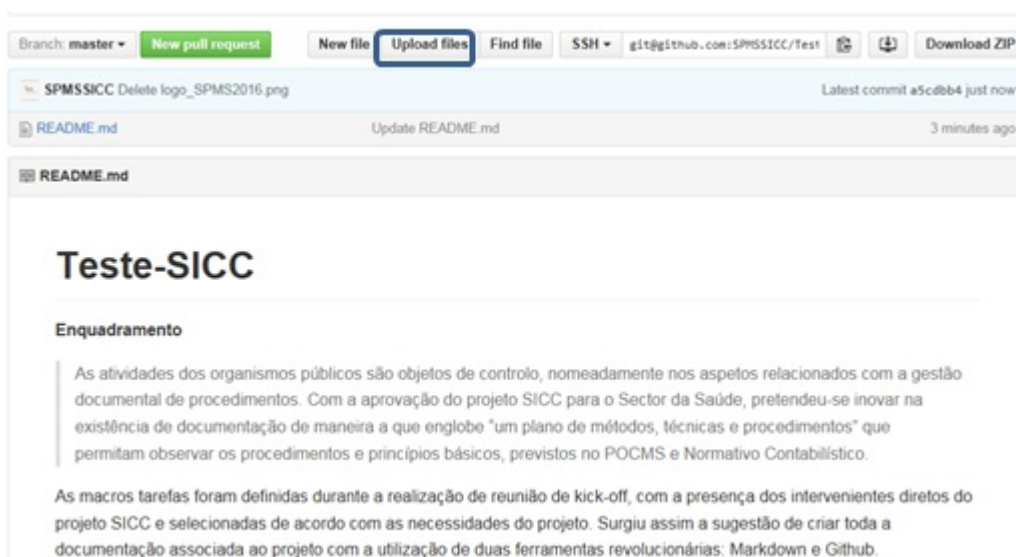 Branch: master New pull request New file Upload files Find file SSH git@github.com:SPMSSICC/Test Download ZIP
SPMSSICC Delete logo_SPMS2016.png Latest commit a5cdbb4 just now
README.md Update README.md 3 minutes ago
README.md
Teste-SICC
Enquadramento
As atividades dos organismos públicos são objetos de controlo, nomeadamente nos aspetos relacionados com a gestão
documental de procedimentos. Com a aprovação do projeto SICC para o Sector da Saúde, pretendeu-se inovar na
existência de documentação de maneira a que englobe "um plano de métodos, técnicas e procedimentos" que
permitam observar os procedimentos e princípios básicos, previstos no POCMS e Normativo Contabilístico.
As macros tarefas foram definidas durante a realização de reunião de kick-off, com a presença dos intervenientes diretos do
projeto SICC e selecionadas de acordo com as necessidades do projeto. Surgiu assim a sugestão de criar toda a
documentação associada ao projeto com a utilização de duas ferramentas revolucionárias: Markdown e Github.